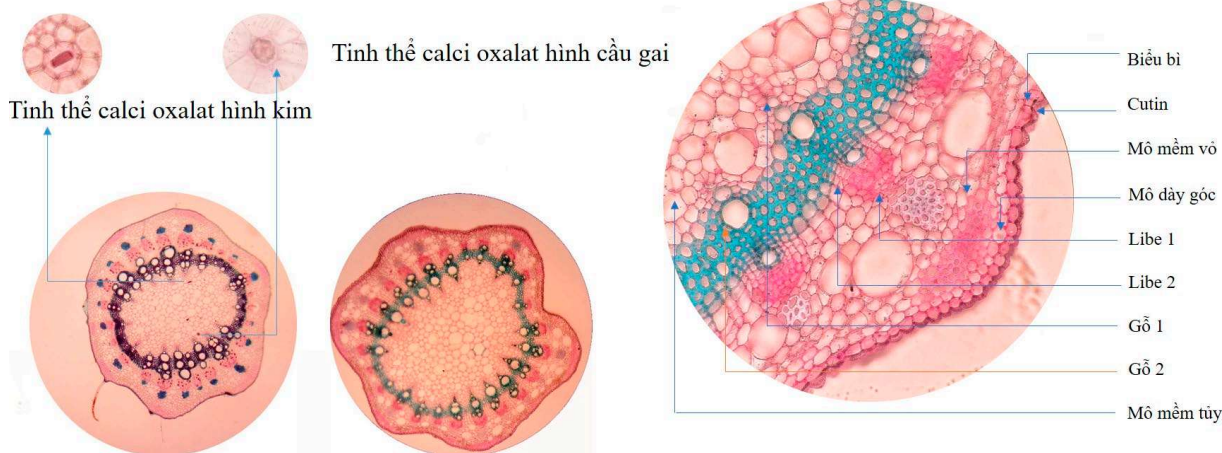 Tinh thể calci oxalat hình cầu gai
Tinh thể calci oxalat hình kim
Biểu bì
Cutin
Mô mềm vỏ
Mô dày góc
Libe 1
Libe 2
Gỗ 1
Gỗ 2
Mô mềm tủy